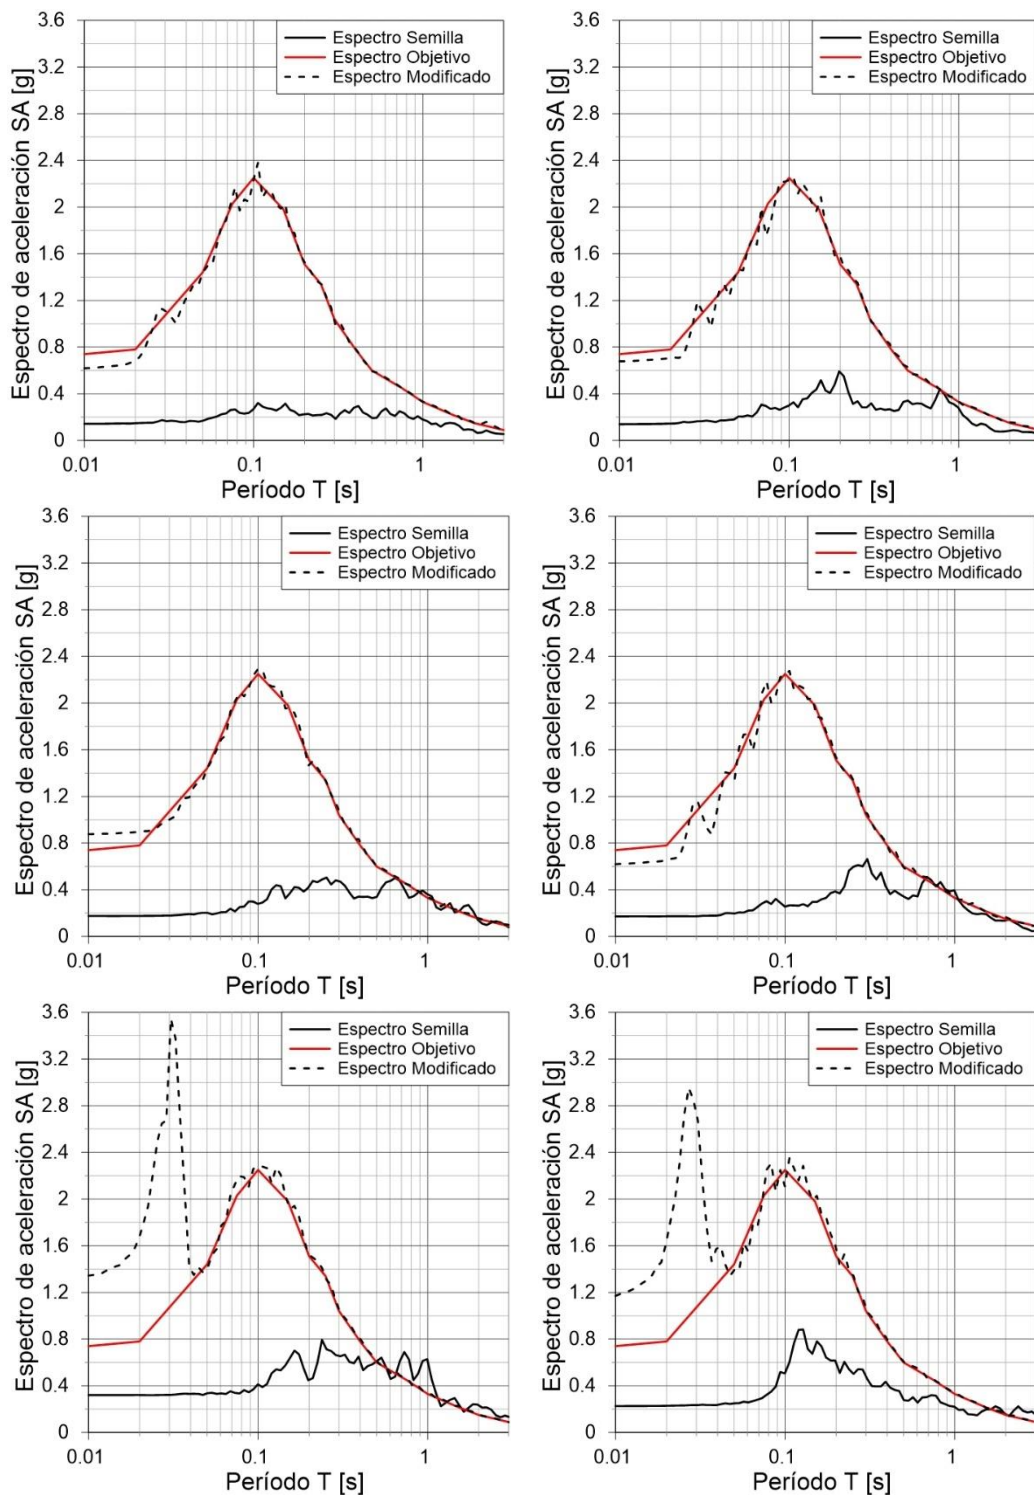 3.6
3.2
2.8
2.4
2
1.6
1.2
0.8
0.4
0
Espectro de aceleración SA [g]
Espectro Semilla
Espectro Objetivo
Espectro Modificado
0.01
0.1
1
Período T [s]
3.6
3.2
2.8
2.4
2
1.6
1.2
0.8
0.4
0
Espectro de aceleración SA [g]
Espectro Semilla
Espectro Objetivo
Espectro Modificado
0.01
0.1
1
Período T [s]
3.6
3.2
2.8
2.4
2
1.6
1.2
0.8
0.4
0
Espectro de aceleración SA [g]
Espectro Semilla
Espectro Objetivo
Espectro Modificado
0.01
0.1
1
Período T [s]
3.6
3.2
2.8
2.4
2
1.6
1.2
0.8
0.4
0
Espectro de aceleración SA [g]
Espectro Semilla
Espectro Objetivo
Espectro Modificado
0.01
0.1
1
Período T [s]
3.6
3.2
2.8
2.4
2
1.6
1.2
0.8
0.4
0
Espectro de aceleración SA [g]
Espectro Semilla
Espectro Objetivo
Espectro Modificado
0.01
0.1
1
Período T [s]
3.6
3.2
2.8
2.4
2
1.6
1.2
0.8
0.4
0
Espectro de aceleración SA [g]
Espectro Semilla
Espectro Objetivo
Espectro Modificado
0.01
0.1
1
Período T [s]